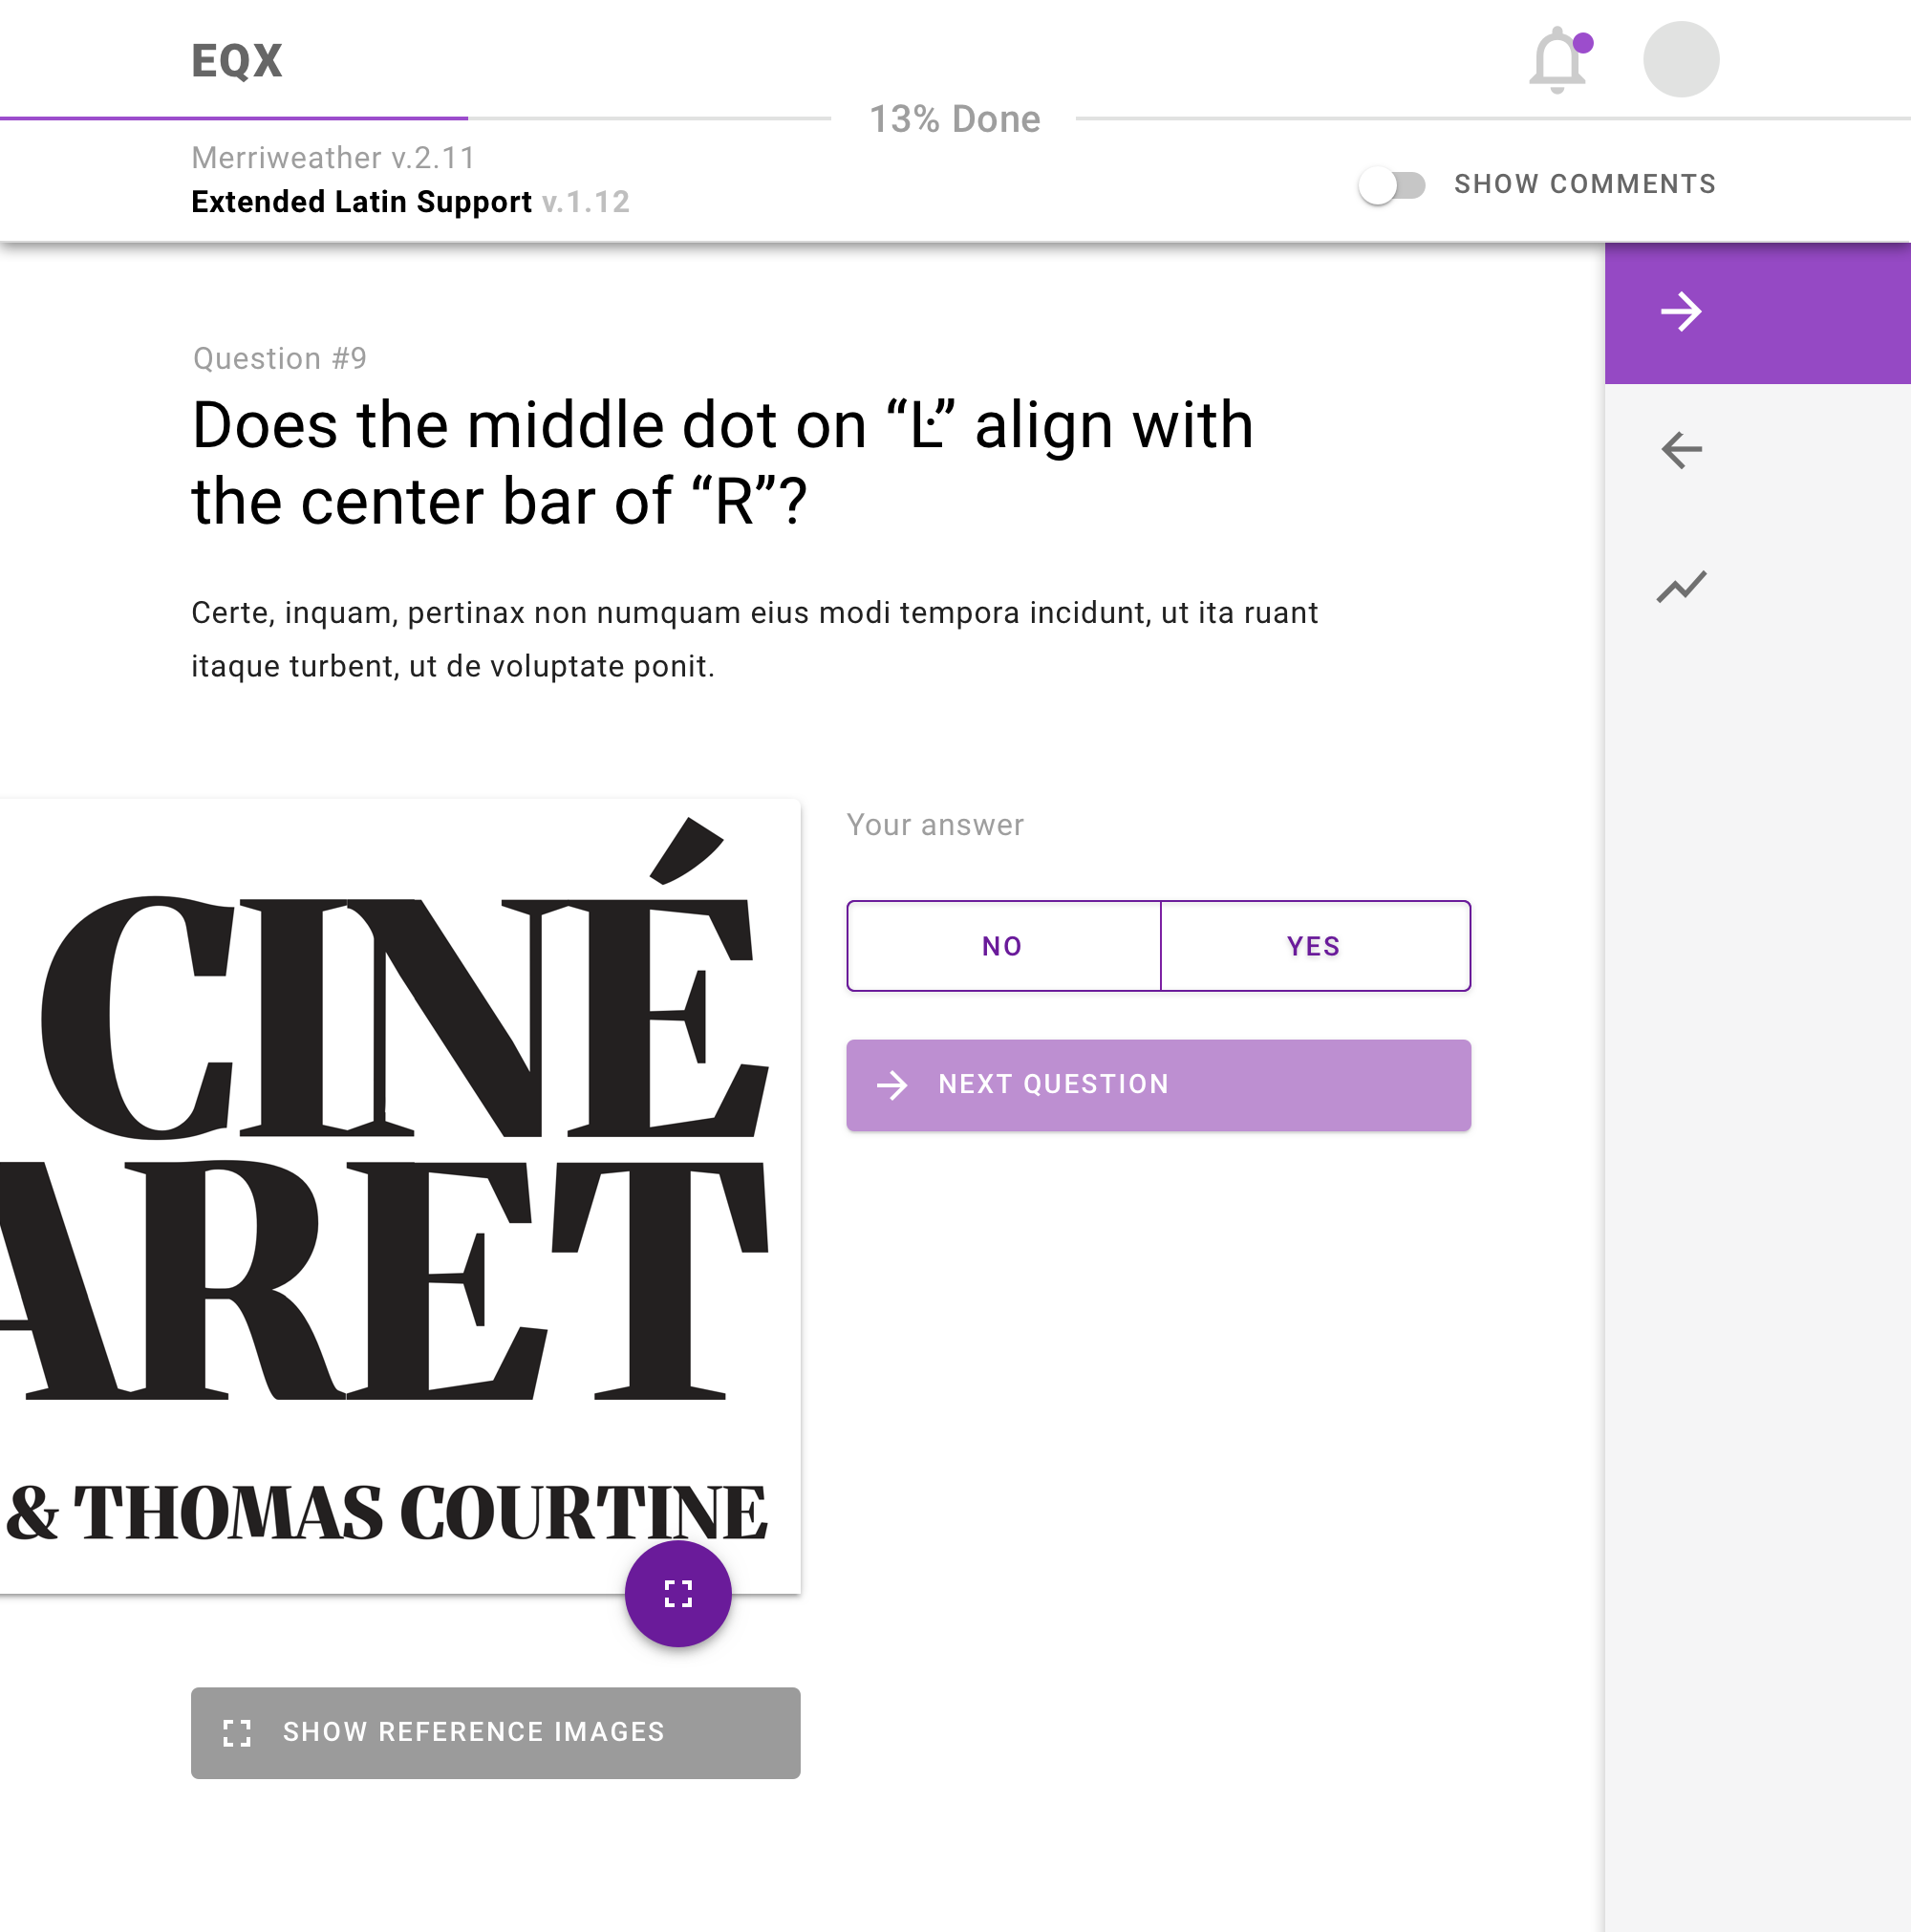 EQX
13% Done
Merriweather v.2.11
Extended Latin Support v.1.12
SHOW COMMENTS
Question #9
Does the middle dot on “Ŀ” align with
the center bar of “R”?
Certe, inquam, pertinax non numquam eius modi tempora incidunt, ut ita ruant
itaque turbent, ut de voluptate ponit.
CINÉ
ARET
& THOMAS COURTINE
Your answer
NO
YES
NEXT QUESTION
SHOW REFERENCE IMAGES